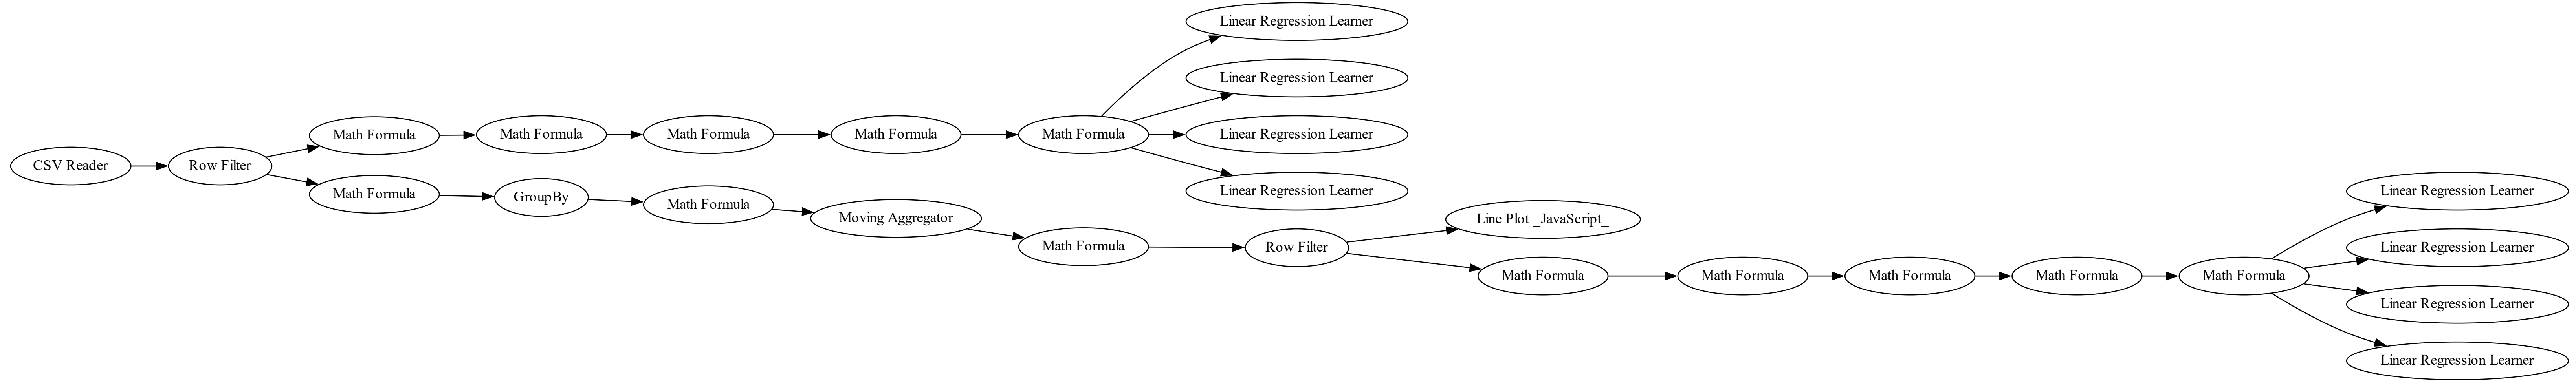 Linear Regression Learner
Linear Regression Learner
Linear Regression Learner
Linear Regression Learner
CSV Reader
Row Filter
Math Formula
Math Formula
Math Formula
Math Formula
Math Formula
Math Formula
GroupBy
Math Formula
Moving Aggregator
Math Formula
Row Filter
Line Plot _JavaScript_
Math Formula
Math Formula
Math Formula
Math Formula
Math Formula
Linear Regression Learner
Linear Regression Learner
Linear Regression Learner
Linear Regression Learner